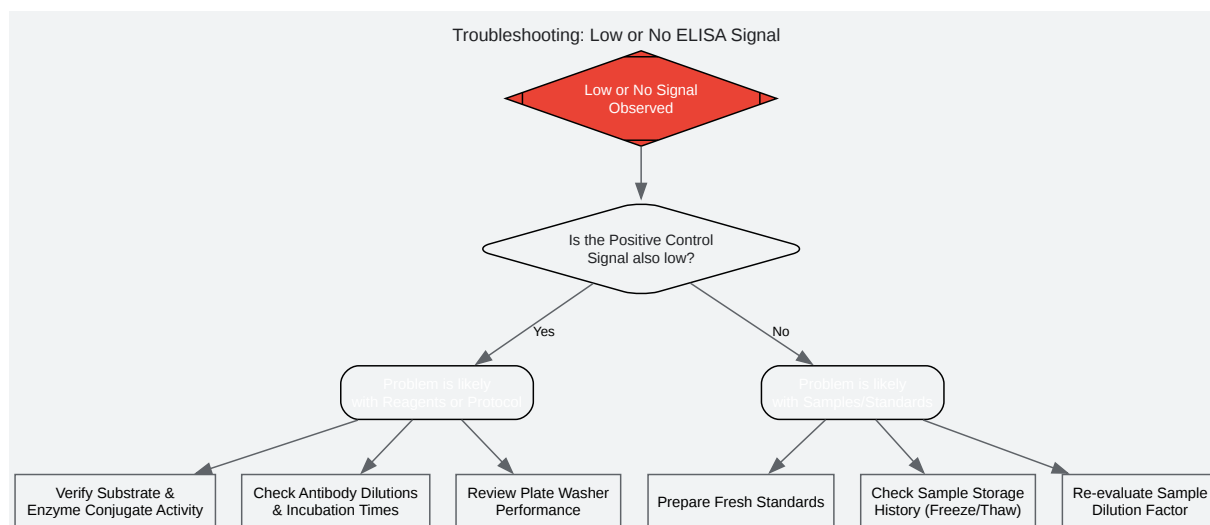 Troubleshooting: Low or No ELISA Signal
Low or No Signal
Observed
Is the Positive Control
Signal also low?
Yes
No
Problem is likely
with Reagents or Protocol
Problem is likely
with Samples/Standards
Verify Substrate &
Enzyme Conjugate Activity
Check Antibody Dilutions
& Incubation Times
Review Plate Washer
Performance
Prepare Fresh Standards
Check Sample Storage
History (Freeze/Thaw)
Re-evaluate Sample
Dilution Factor